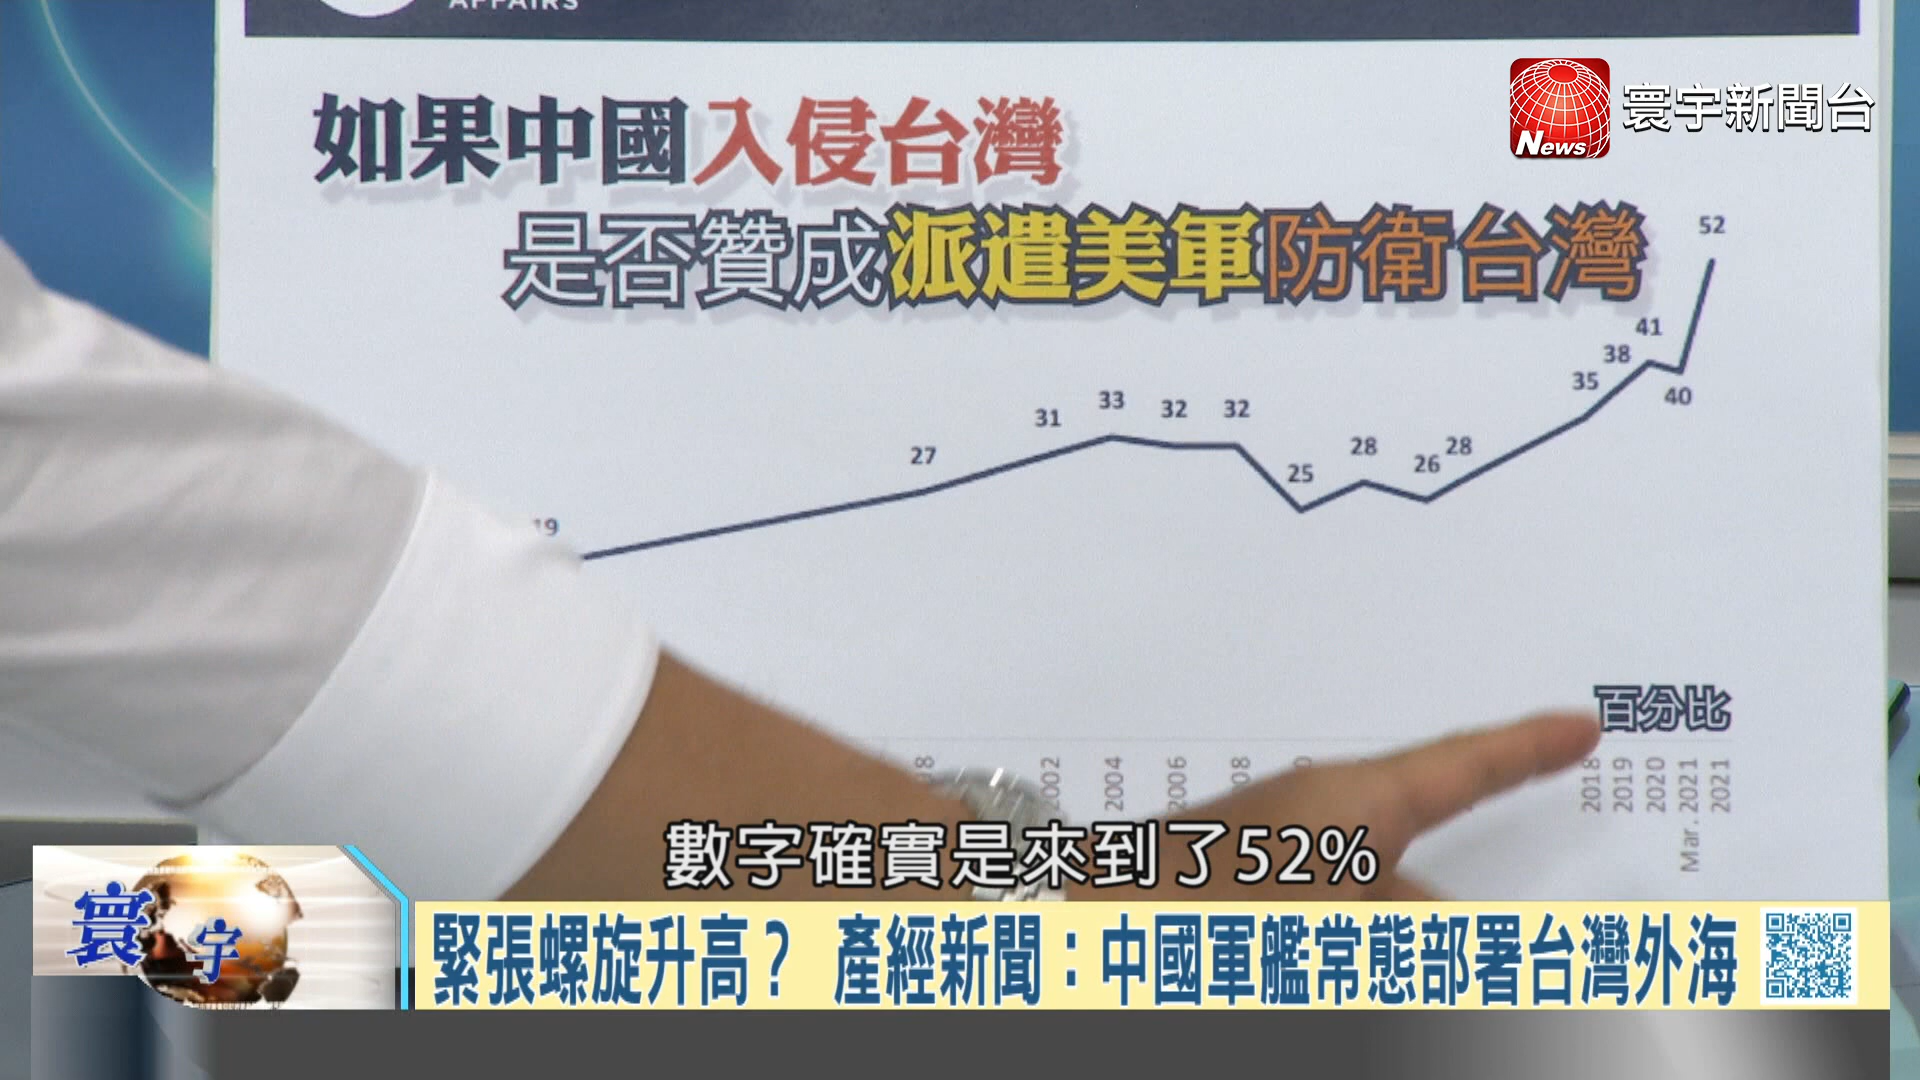 AFFAIRS
News
寰宇新聞台
如果中國入侵台灣
是否贊成派遣美軍防衛台灣
52
41
38
35
40
33
31
32
32
27
25
28
26
28
19
百分比
2002
2004
2006
2018
2019
2020
Mar. 2021
2021
數字確實是來到了52%
寰宇
緊張螺旋升高? 產經新聞:中國軍艦常態部署台灣外海